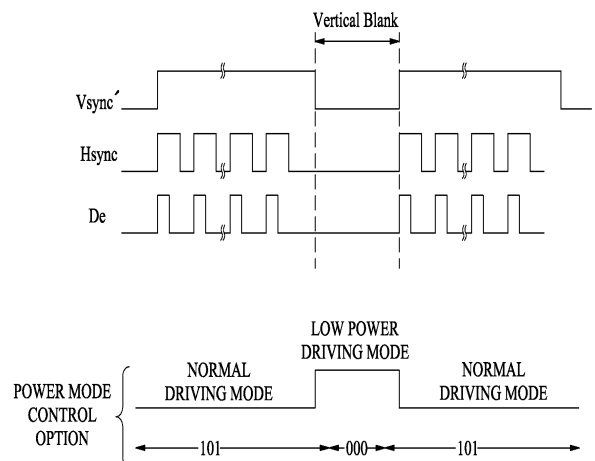 Vertical Blank
Vsync´
Hsync
De
LOW POWER
DRIVING MODE
NORMAL
DRIVING MODE
NORMAL
DRIVING MODE
POWER MODE
CONTROL
OPTION
101
000
101